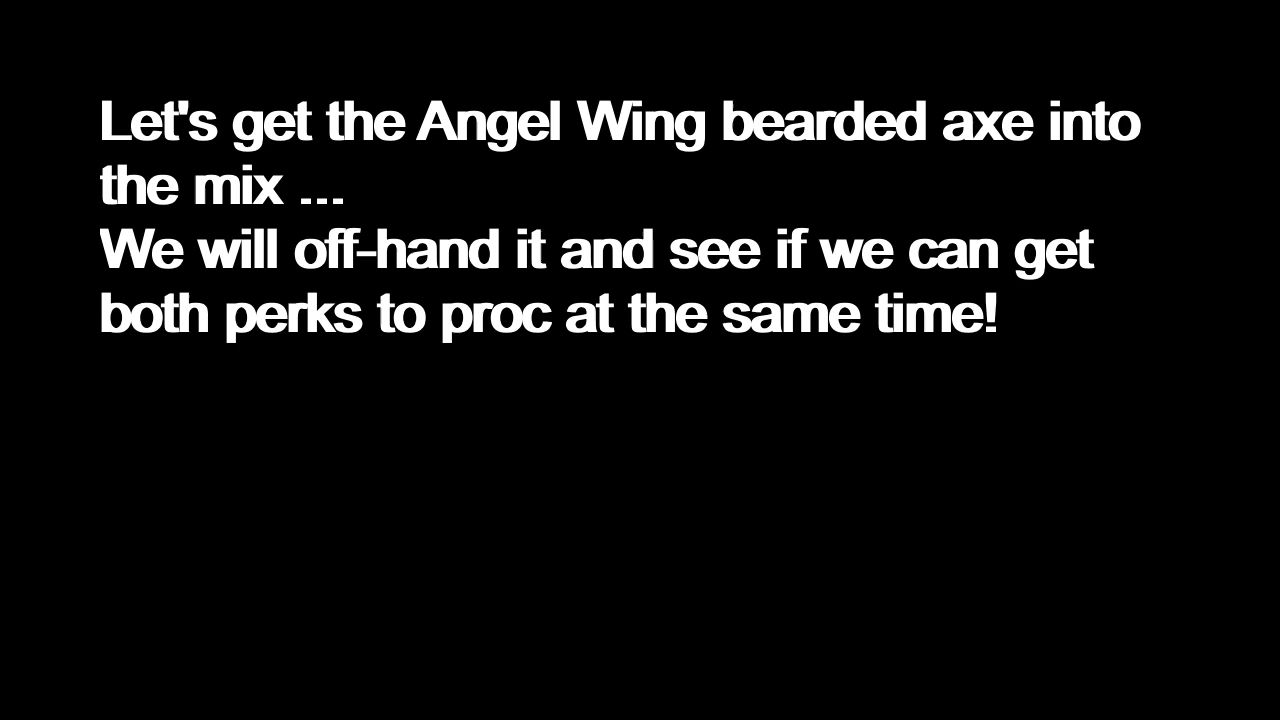 Let's get the Angel Wing bearded axe into
the mix ...
We will off-hand it and see if we can get
both perks to proc at the same time!